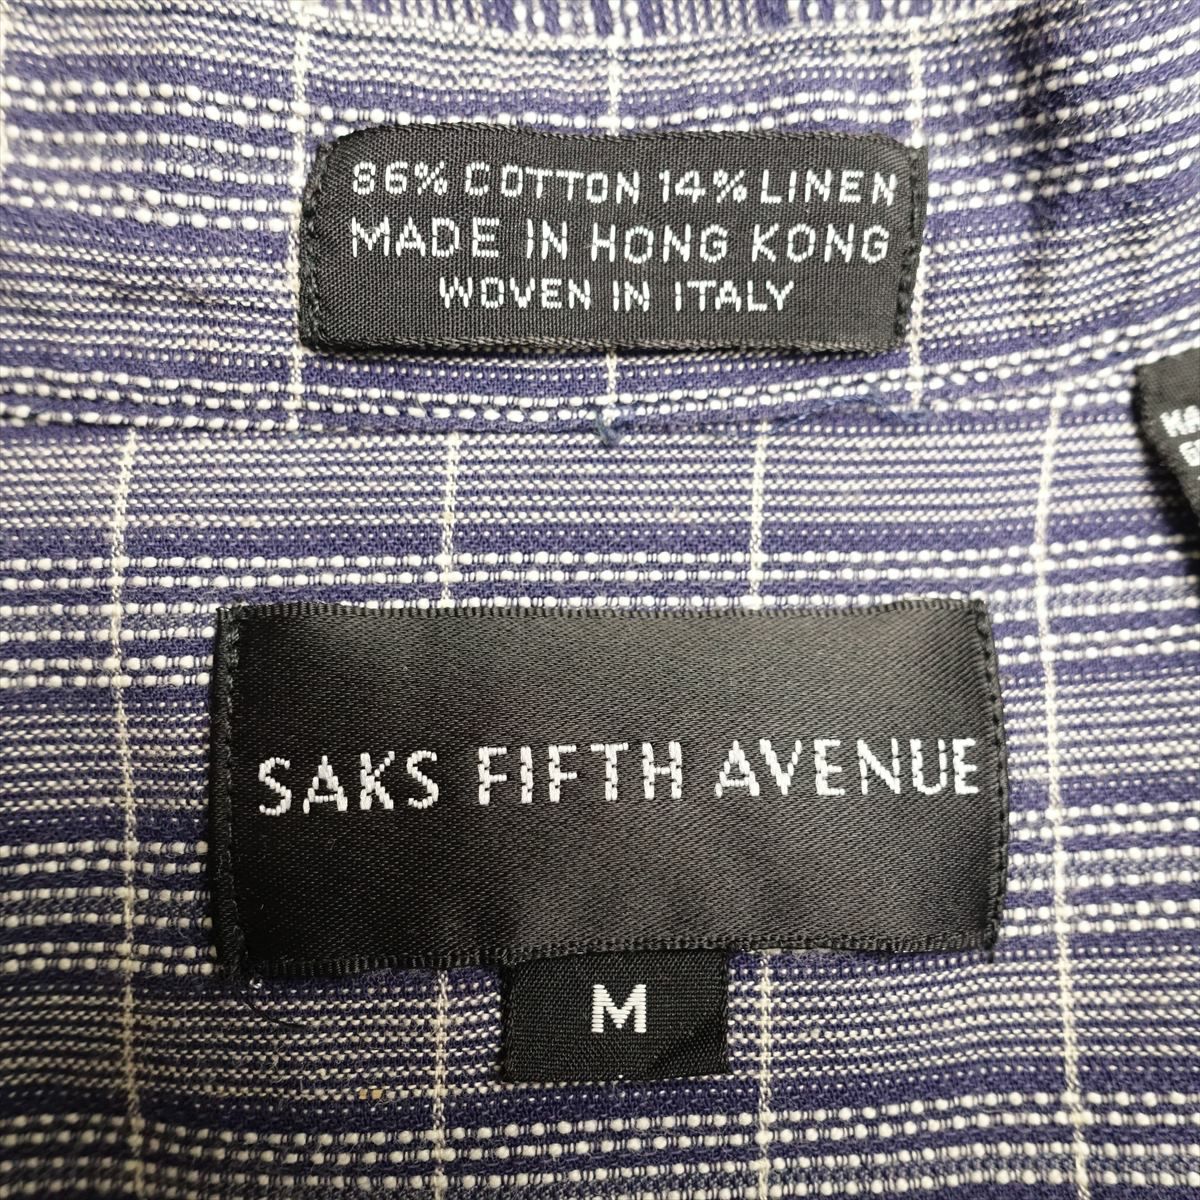 86% COTTON 14% LINEN
MADE IN HONG KONG
WOVEN IN ITALY
SAKS FIFTH AVENUE
M